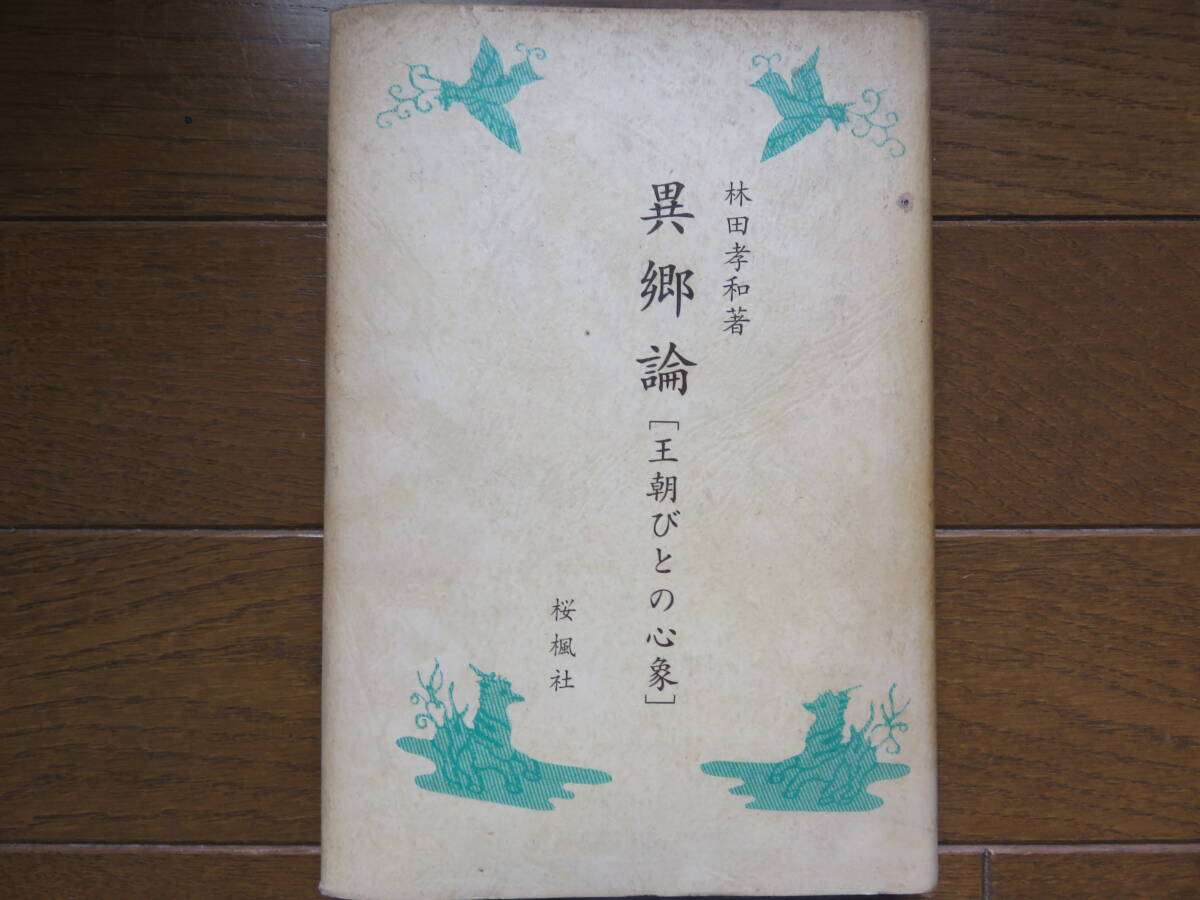 林田孝和著
異郷論
［王朝びとの心象］
桜楓社